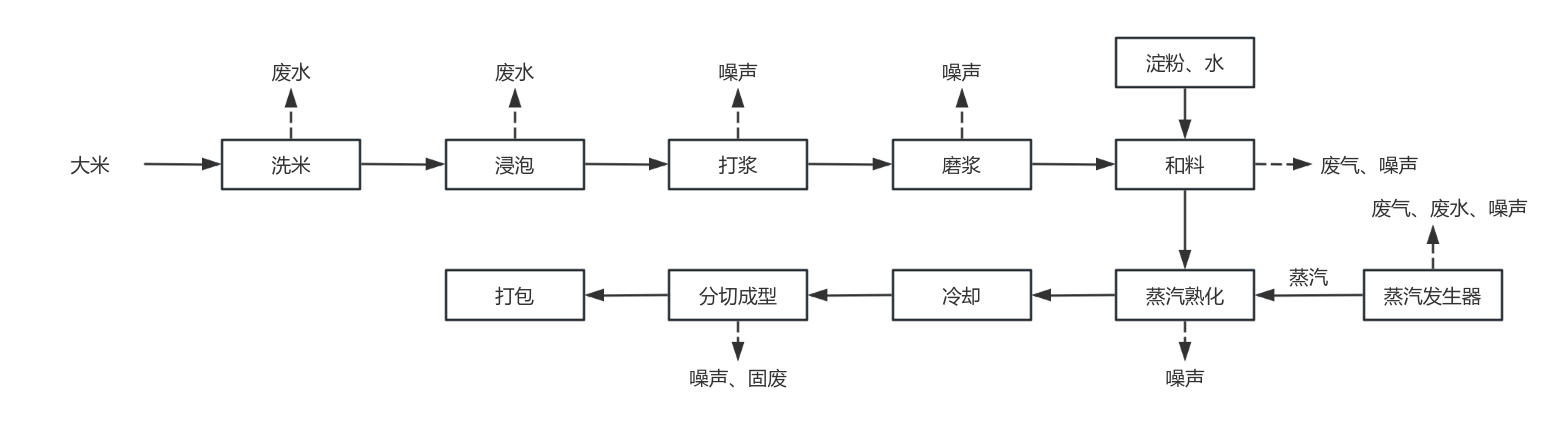 淀粉、水
废水
废水
噪声
噪声
大米
洗米
浸泡
打浆
磨浆
和料
废气、噪声
废气、废水、噪声
打包
分切成型
冷却
蒸汽熟化
蒸汽
蒸汽发生器
噪声、固废
噪声